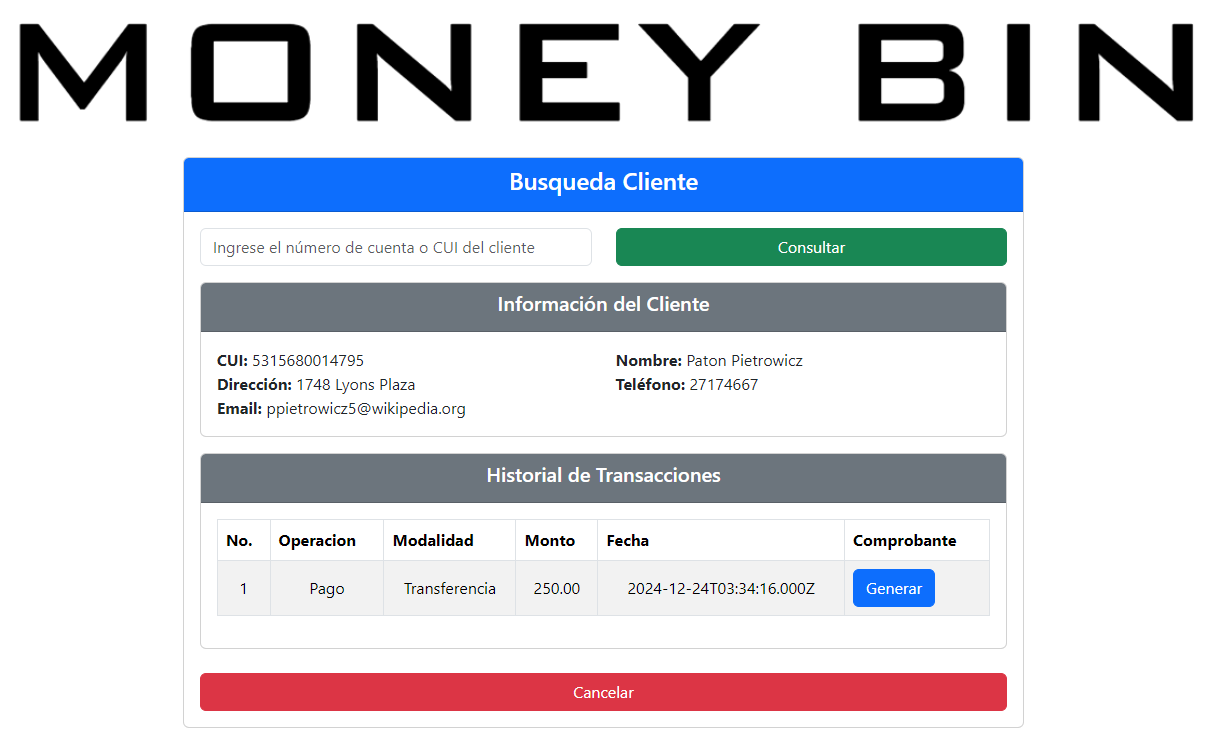 MONEY BIN
Busqueda Cliente
Ingrese el número de cuenta o CUI del cliente Consultar
Información del Cliente
CUI: 5315680014795 Nombre: Paton Pietrowicz
Dirección: 1748 Lyons Plaza Teléfono: 27174667
Email: ppietrowicz5@wikipedia.org
Historial de Transacciones
No. Operacion Modalidad Monto Fecha Comprobante
1 Pago Transferencia 250.00 2024-12-24T03:34:16.000Z Generar
Cancelar